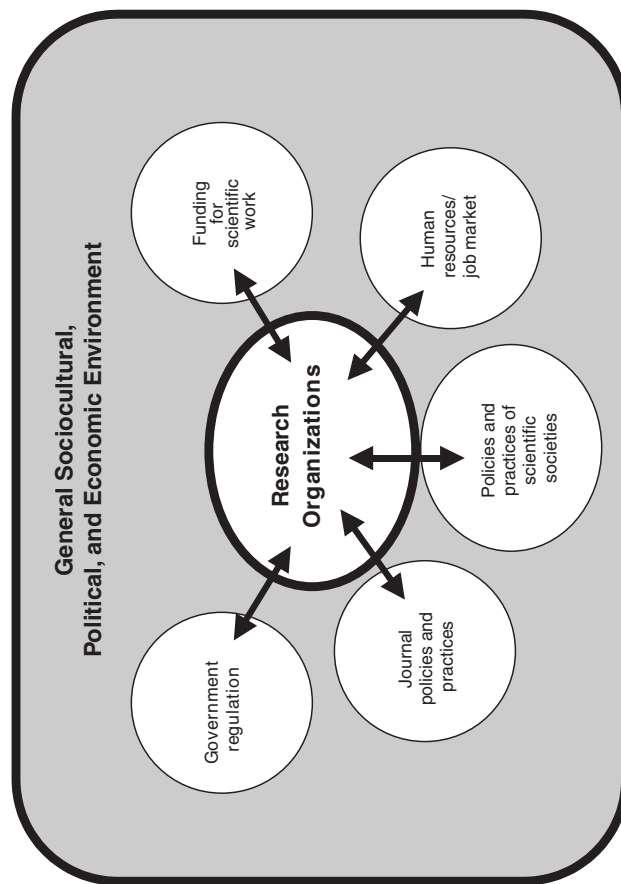 General Sociocultural,
Political, and Economic Environment
Government
regulation
Funding
for
scientific
work
Research
Organizations
Journal
policies and
practices
Policies and
practices of
scientific
societies
Human
resources/
job market